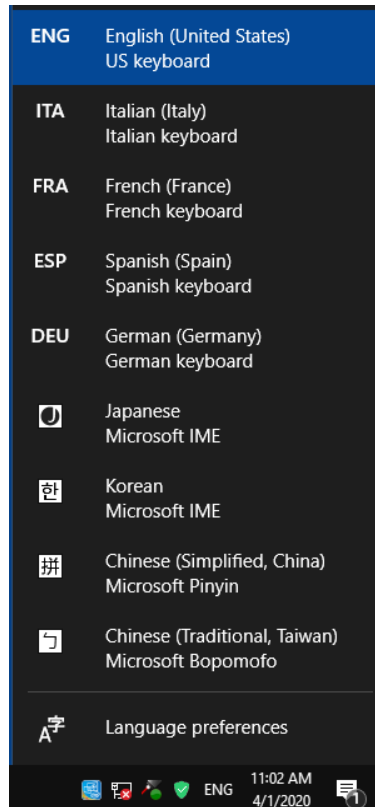 ENG English (United States)
US keyboard
ITA Italian (Italy)
Italian keyboard
FRA French (France)
French keyboard
ESP Spanish (Spain)
Spanish keyboard
DEU German (Germany)
German keyboard
Japanese
Microsoft IME
한 Korean
Microsoft IME
拼 Chinese (Simplified, China)
Microsoft Pinyin
ㄅ Chinese (Traditional, Taiwan)
Microsoft Bopomofo
A字 Language preferences
ENG 11:02 AM
4/1/2020
1